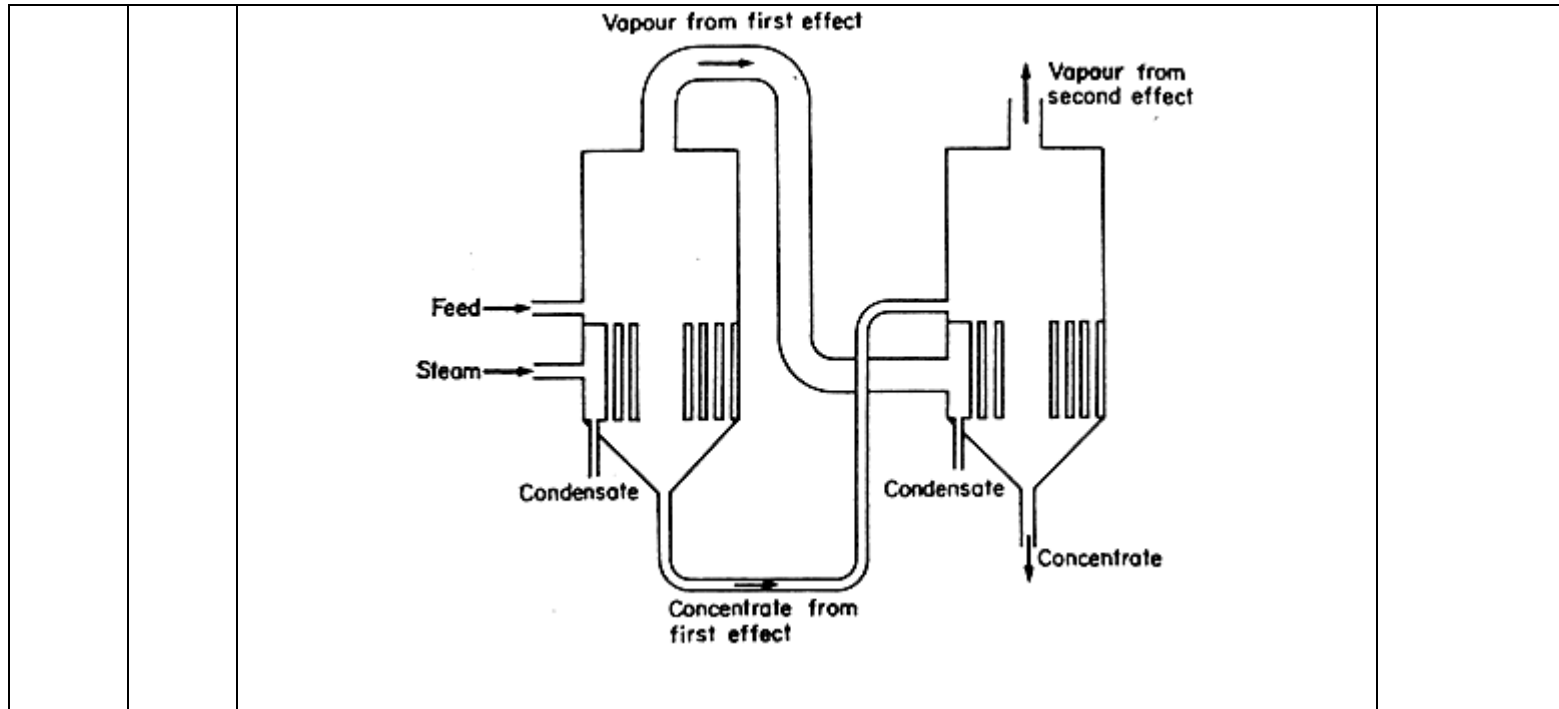 Vapour from first effect
Vapour from
second effect
Feed
Steam
Condensate
Condensate
Concentrate
Concentrate from
first effect